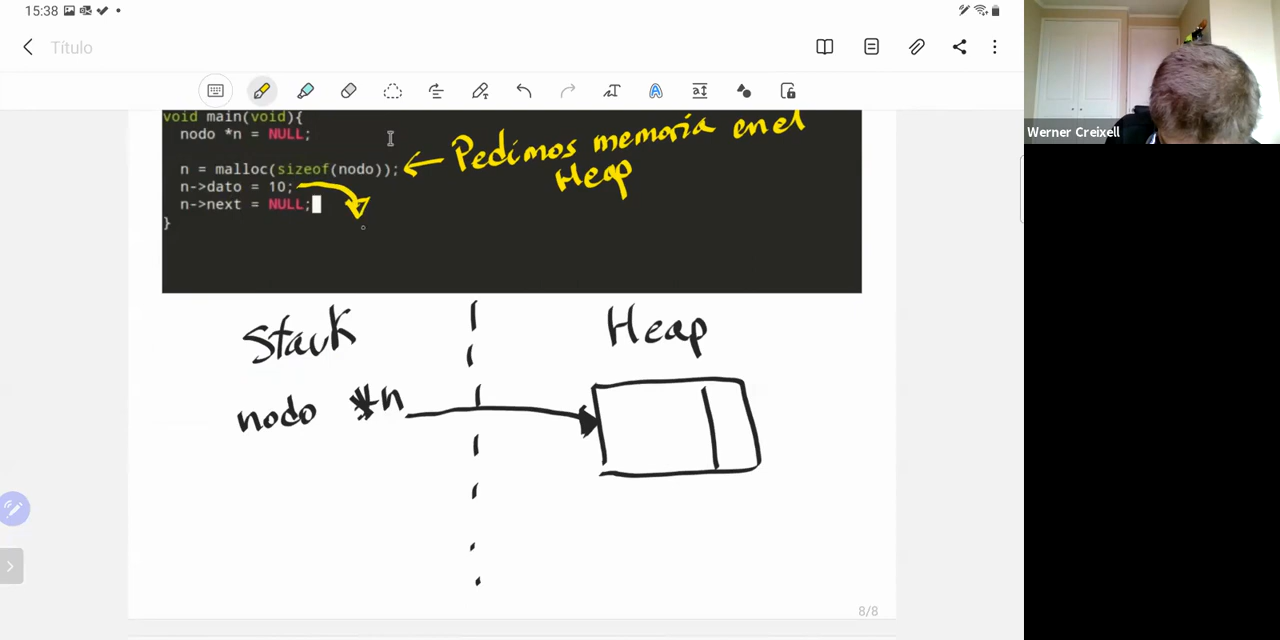 15:38
Título
void main(void){
nodo *n = NULL;
n = malloc(sizeof(nodo));
n->dato = 10;
n->next = NULL;
}
← Pedimos memoria en el
Heap
Stack
Heap
nodo *n
8/8
Werner Creixell